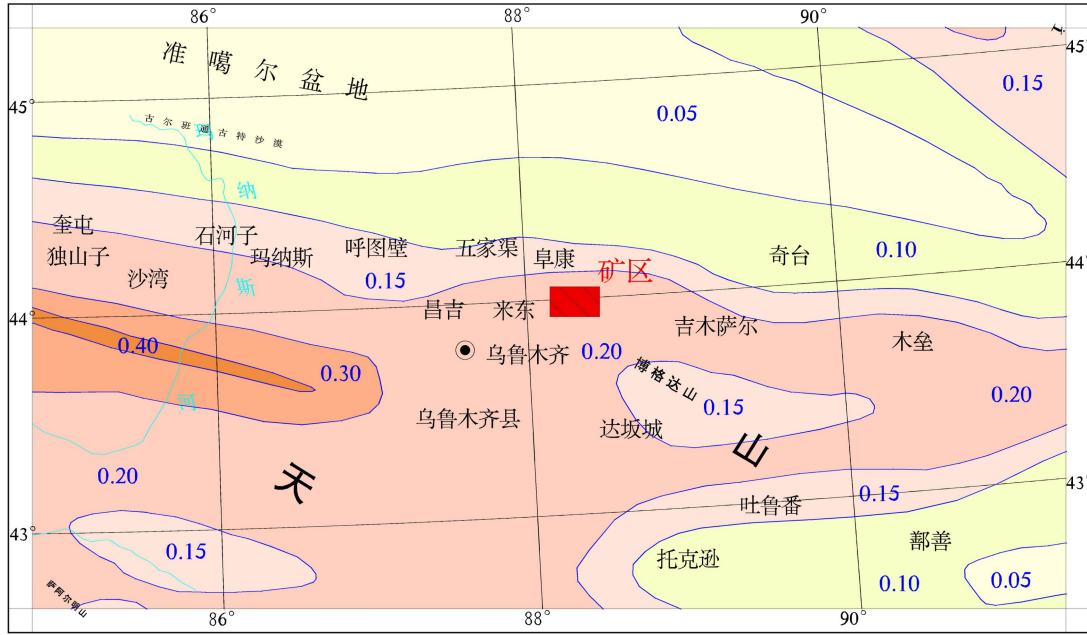 86°
88°
90°
45°
45°
准噶尔盆地
0.15
0.05
古尔班通古特沙漠
玛纳斯河
奎屯
石河子
呼图壁
五家渠
阜康
奇台
0.10
独山子
玛纳斯
44°
沙湾
0.15
矿区
昌吉
米东
吉木萨尔
44°
木垒
0.40
乌鲁木齐
0.20
0.30
博格达山
0.15
0.20
乌鲁木齐县
达坂城
天山
0.20
43°
0.15
吐鲁番
43°
0.15
托克逊
鄯善
0.10
0.05
萨阿尔明山
86°
88°
90°